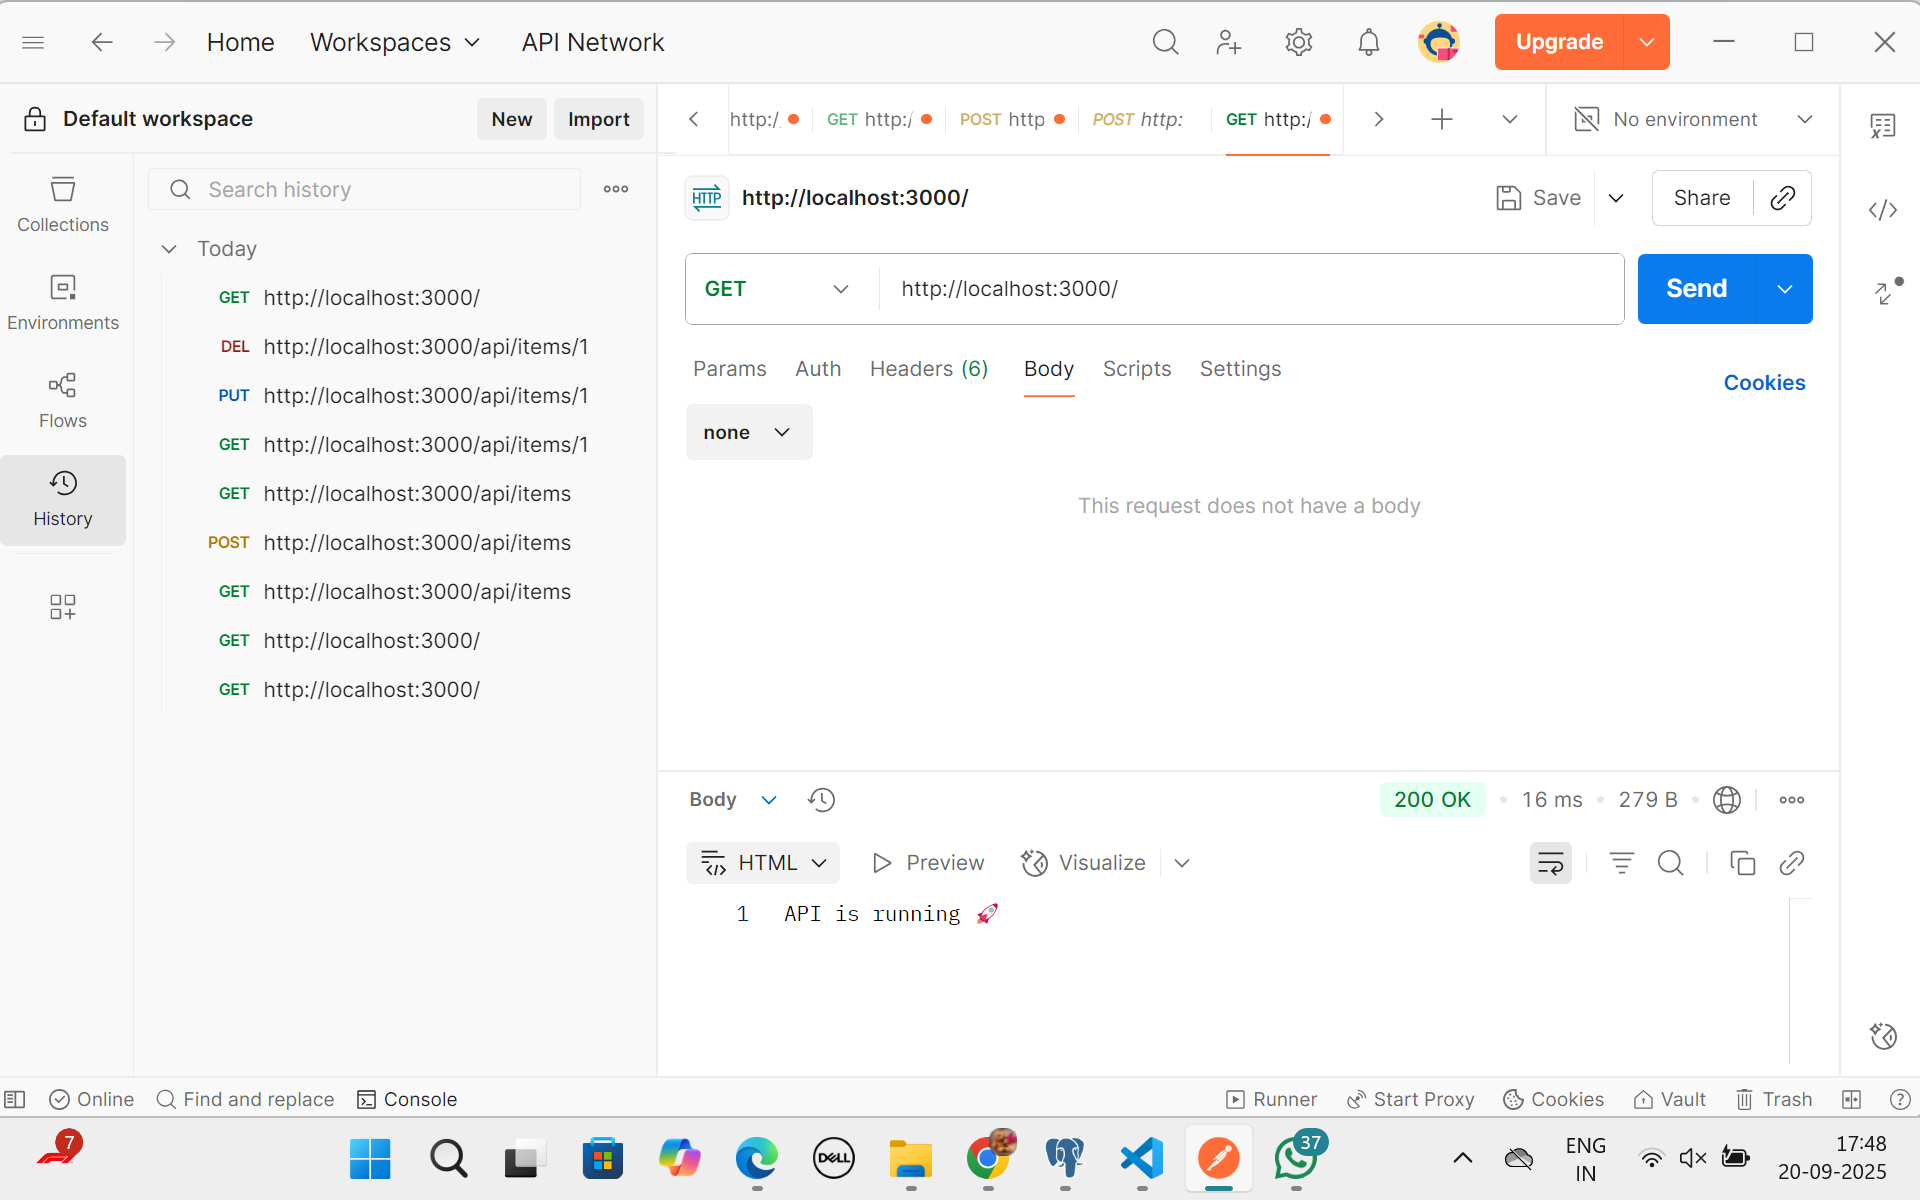 Home Workspaces API Network Upgrade
Default workspace New Import
http:/ GET http:/ POST http POST http: GET http:/ No environment
Collections
Environments
Flows
History
Search history
Today
GET http://localhost:3000/
DEL http://localhost:3000/api/items/1
PUT http://localhost:3000/api/items/1
GET http://localhost:3000/api/items/1
GET http://localhost:3000/api/items
POST http://localhost:3000/api/items
GET http://localhost:3000/api/items
GET http://localhost:3000/
GET http://localhost:3000/
HTTP http://localhost:3000/ Save Share
GET http://localhost:3000/ Send
Params Auth Headers (6) Body Scripts Settings Cookies
none
This request does not have a body
Body 200 OK • 16 ms • 279 B •
HTML Preview Visualize
1 API is running 🚀
Online Find and replace Console Runner Start Proxy Cookies Vault Trash
7 DELL 37
ENG
IN
17:48
20-09-2025